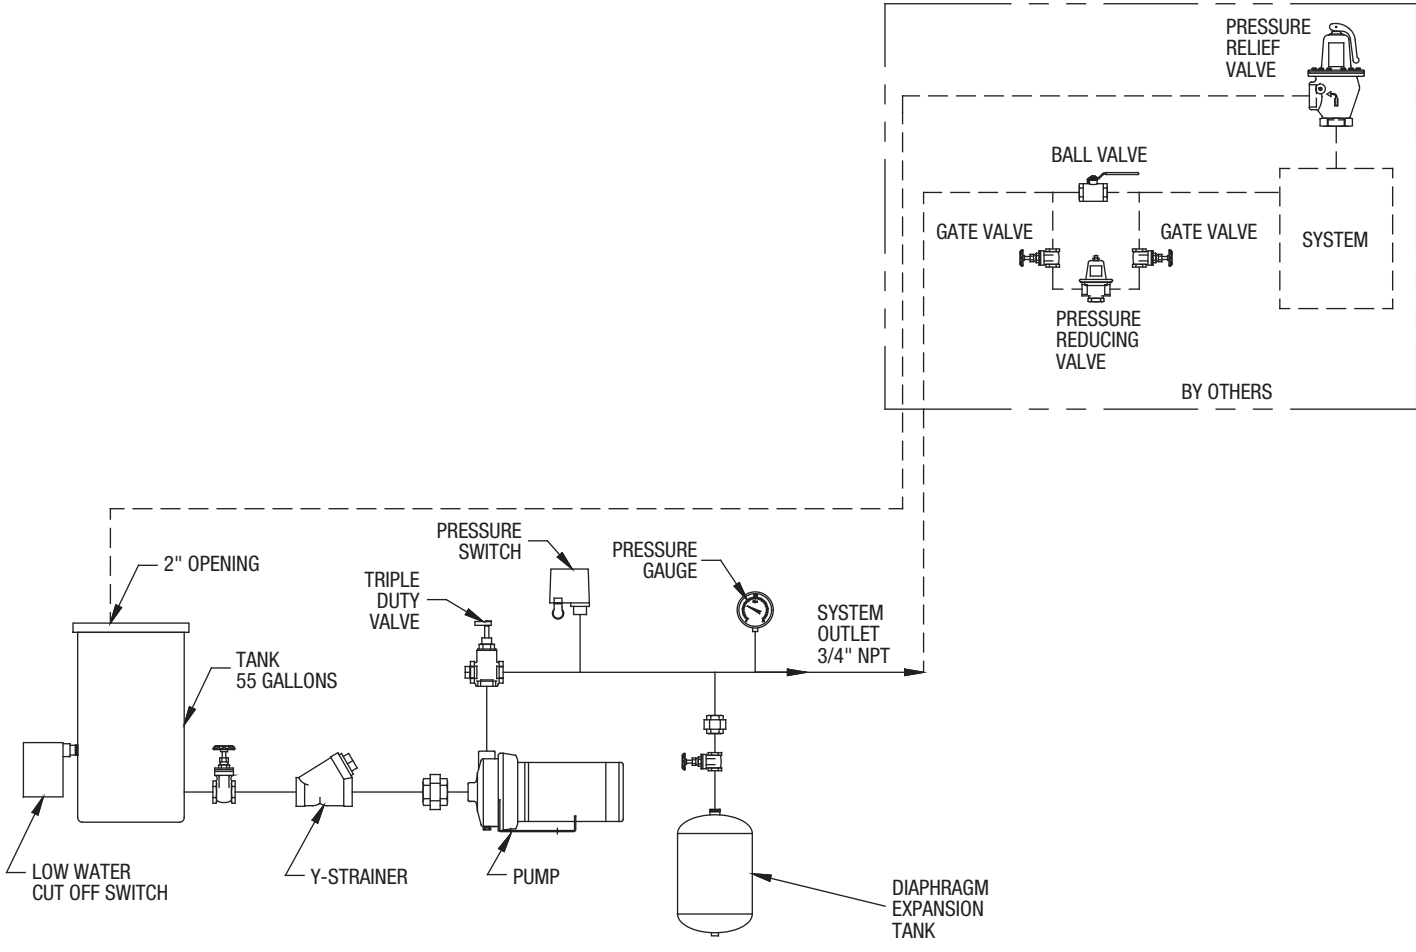 PRESSURE
RELIEF
VALVE
BALL VALVE
GATE VALVE
GATE VALVE
SYSTEM
PRESSURE
REDUCING
VALVE
BY OTHERS
PRESSURE
SWITCH
PRESSURE
GAUGE
2" OPENING
TRIPLE
DUTY
VALVE
SYSTEM
OUTLET
3/4" NPT
TANK
55 GALLONS
LOW WATER
CUT OFF SWITCH
Y-STRAINER
PUMP
DIAPHRAGM
EXPANSION
TANK